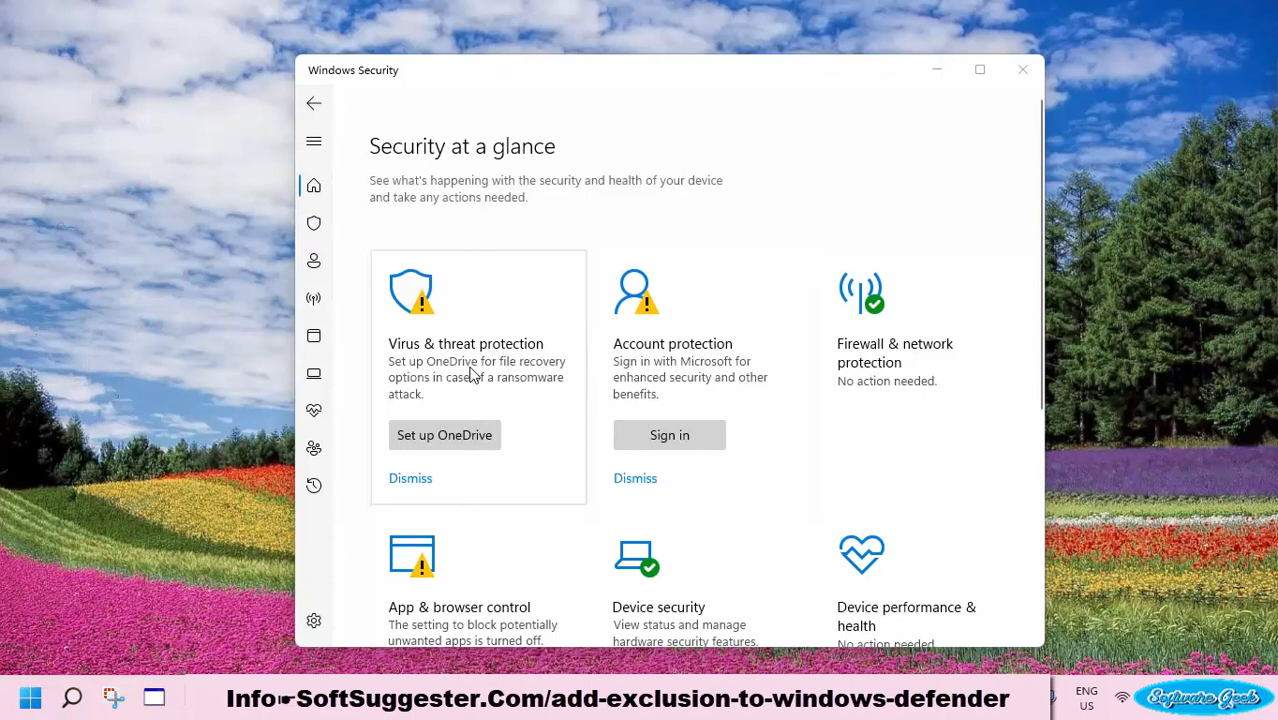 Windows Security
Security at a glance
See what's happening with the security and health of your device
and take any actions needed.
Virus & threat protection
Set up OneDrive for file recovery
options in case of a ransomware
attack.
Set up OneDrive
Dismiss
Account protection
Sign in with Microsoft for
enhanced security and other
benefits.
Sign in
Dismiss
Firewall & network
protection
No action needed.
App & browser control
The setting to block potentially
unwanted apps is turned off.
Device security
View status and manage
hardware security features.
Device performance &
health
No action needed.
Info☛SoftSuggester.Com/add-exclusion-to-windows-defender
ENG
US
Software Geek